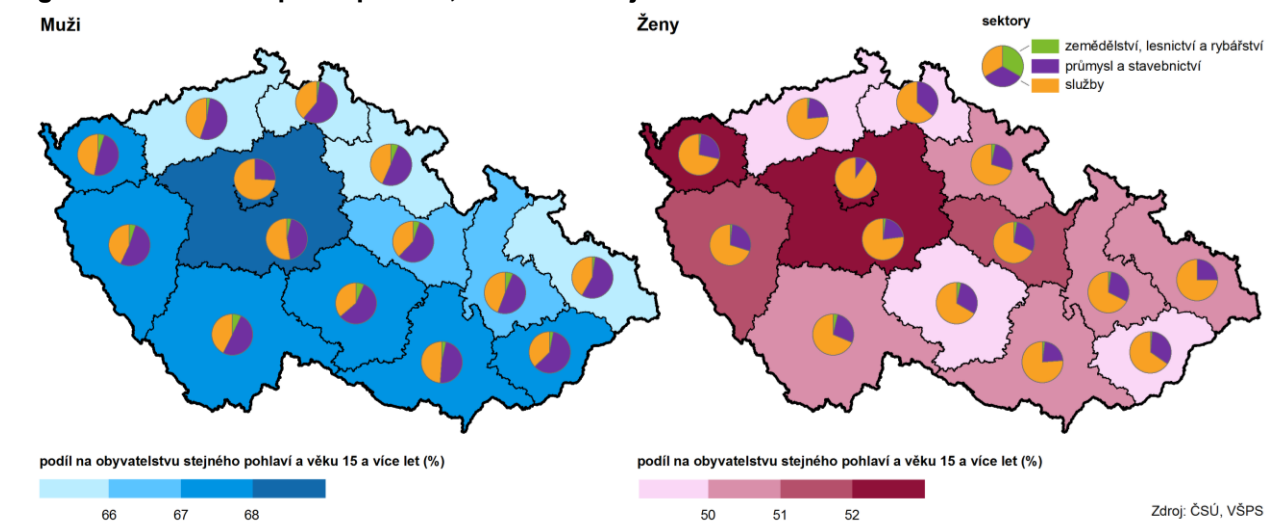 Muži
Ženy
sektory
zemědělství, lesnictví a rybářství
průmysl a stavebnictví
služby
podíl na obyvatelstvu stejného pohlaví a věku 15 a více let (%)
66 67 68
podíl na obyvatelstvu stejného pohlaví a věku 15 a více let (%)
50 51 52
Zdroj: ČSÚ, VŠPS